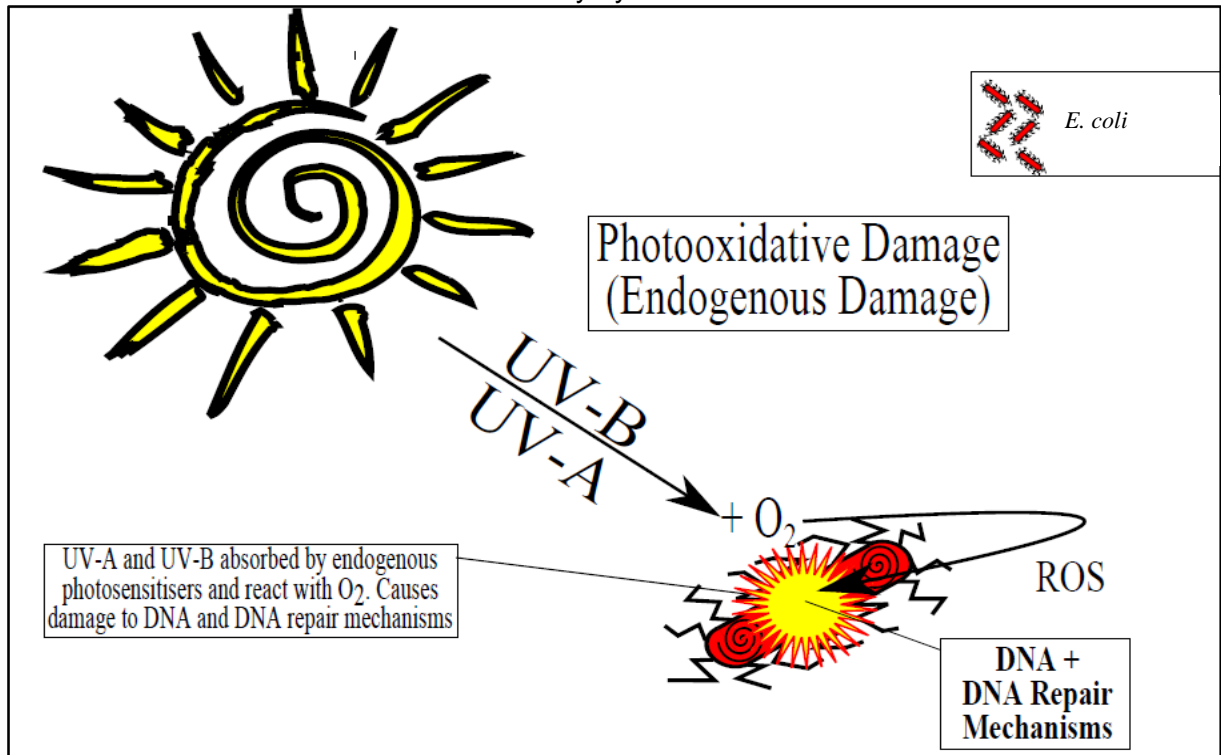 E. coli
Photooxidative Damage
(Endogenous Damage)
UV-B
UV-A
+ O₂
ROS
UV-A and UV-B absorbed by endogenous
photosensitisers and react with O₂. Causes
damage to DNA and DNA repair mechanisms
DNA +
DNA Repair
Mechanisms